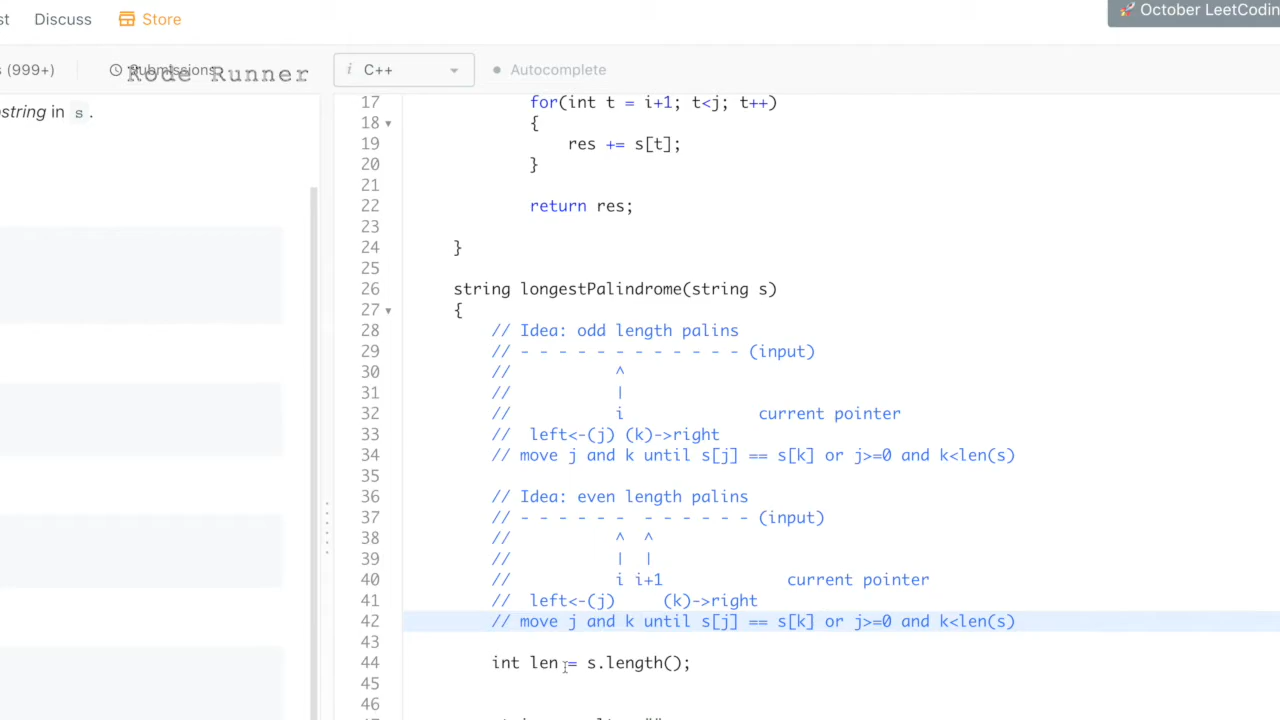 st Discuss Store
October LeetCodin
s (999+) Submissions
Rode Runner
C++ Autocomplete
string in s .
17 for(int t = i+1; t<j; t++)
18 {
19 res += s[t];
20 }
21
22 return res;
23
24 }
25
26 string longestPalindrome(string s)
27 {
28 // Idea: odd length palins
29 // - - - - - - - - - - - - (input)
30 // ^
31 // |
32 // i current pointer
33 // left<-(j) (k)->right
34 // move j and k until s[j] == s[k] or j>=0 and k<len(s)
35
36 // Idea: even length palins
37 // - - - - - - - - - - - - (input)
38 // ^ ^
39 // | |
40 // i i+1 current pointer
41 // left<-(j) (k)->right
42 // move j and k until s[j] == s[k] or j>=0 and k<len(s)
43
44 int len = s.length();
45
46